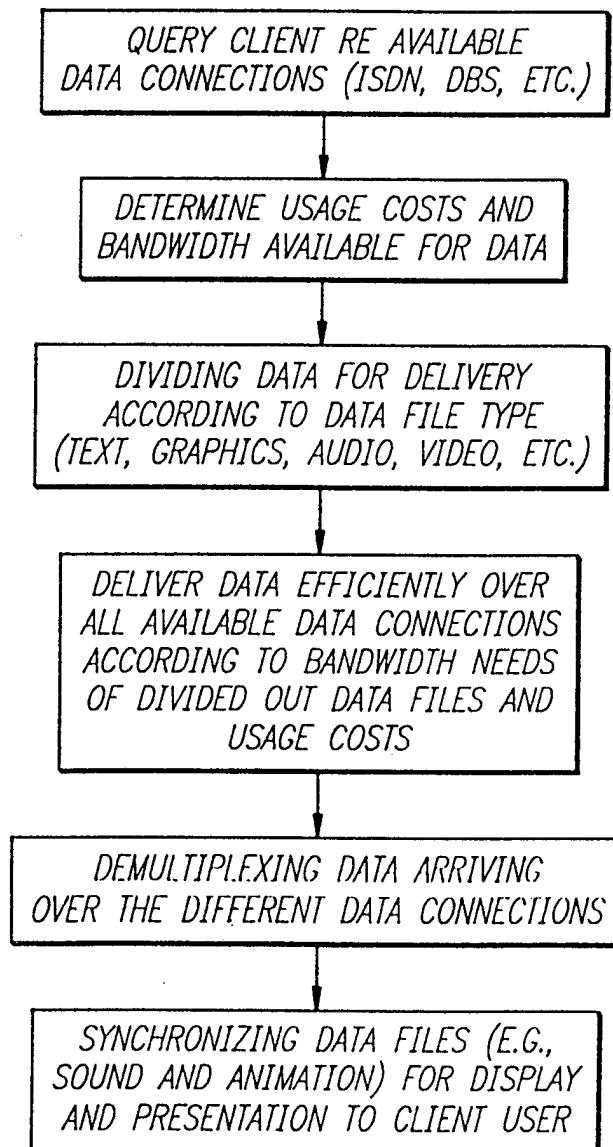 QUERY CLIENT RE AVAILABLE
DATA CONNECTIONS (ISDN, DBS, ETC.)
DETERMINE USAGE COSTS AND
BANDWIDTH AVAILABLE FOR DATA
DIVIDING DATA FOR DELIVERY
ACCORDING TO DATA FILE TYPE
(TEXT, GRAPHICS, AUDIO, VIDEO, ETC.)
DELIVER DATA EFFICIENTLY OVER
ALL AVAILABLE DATA CONNECTIONS
ACCORDING TO BANDWIDTH NEEDS
OF DIVIDED OUT DATA FILES AND
USAGE COSTS
DEMULTIPLEXING DATA ARRIVING
OVER THE DIFFERENT DATA CONNECTIONS
SYNCHRONIZING DATA FILES (E.G.,
SOUND AND ANIMATION) FOR DISPLAY
AND PRESENTATION TO CLIENT USER